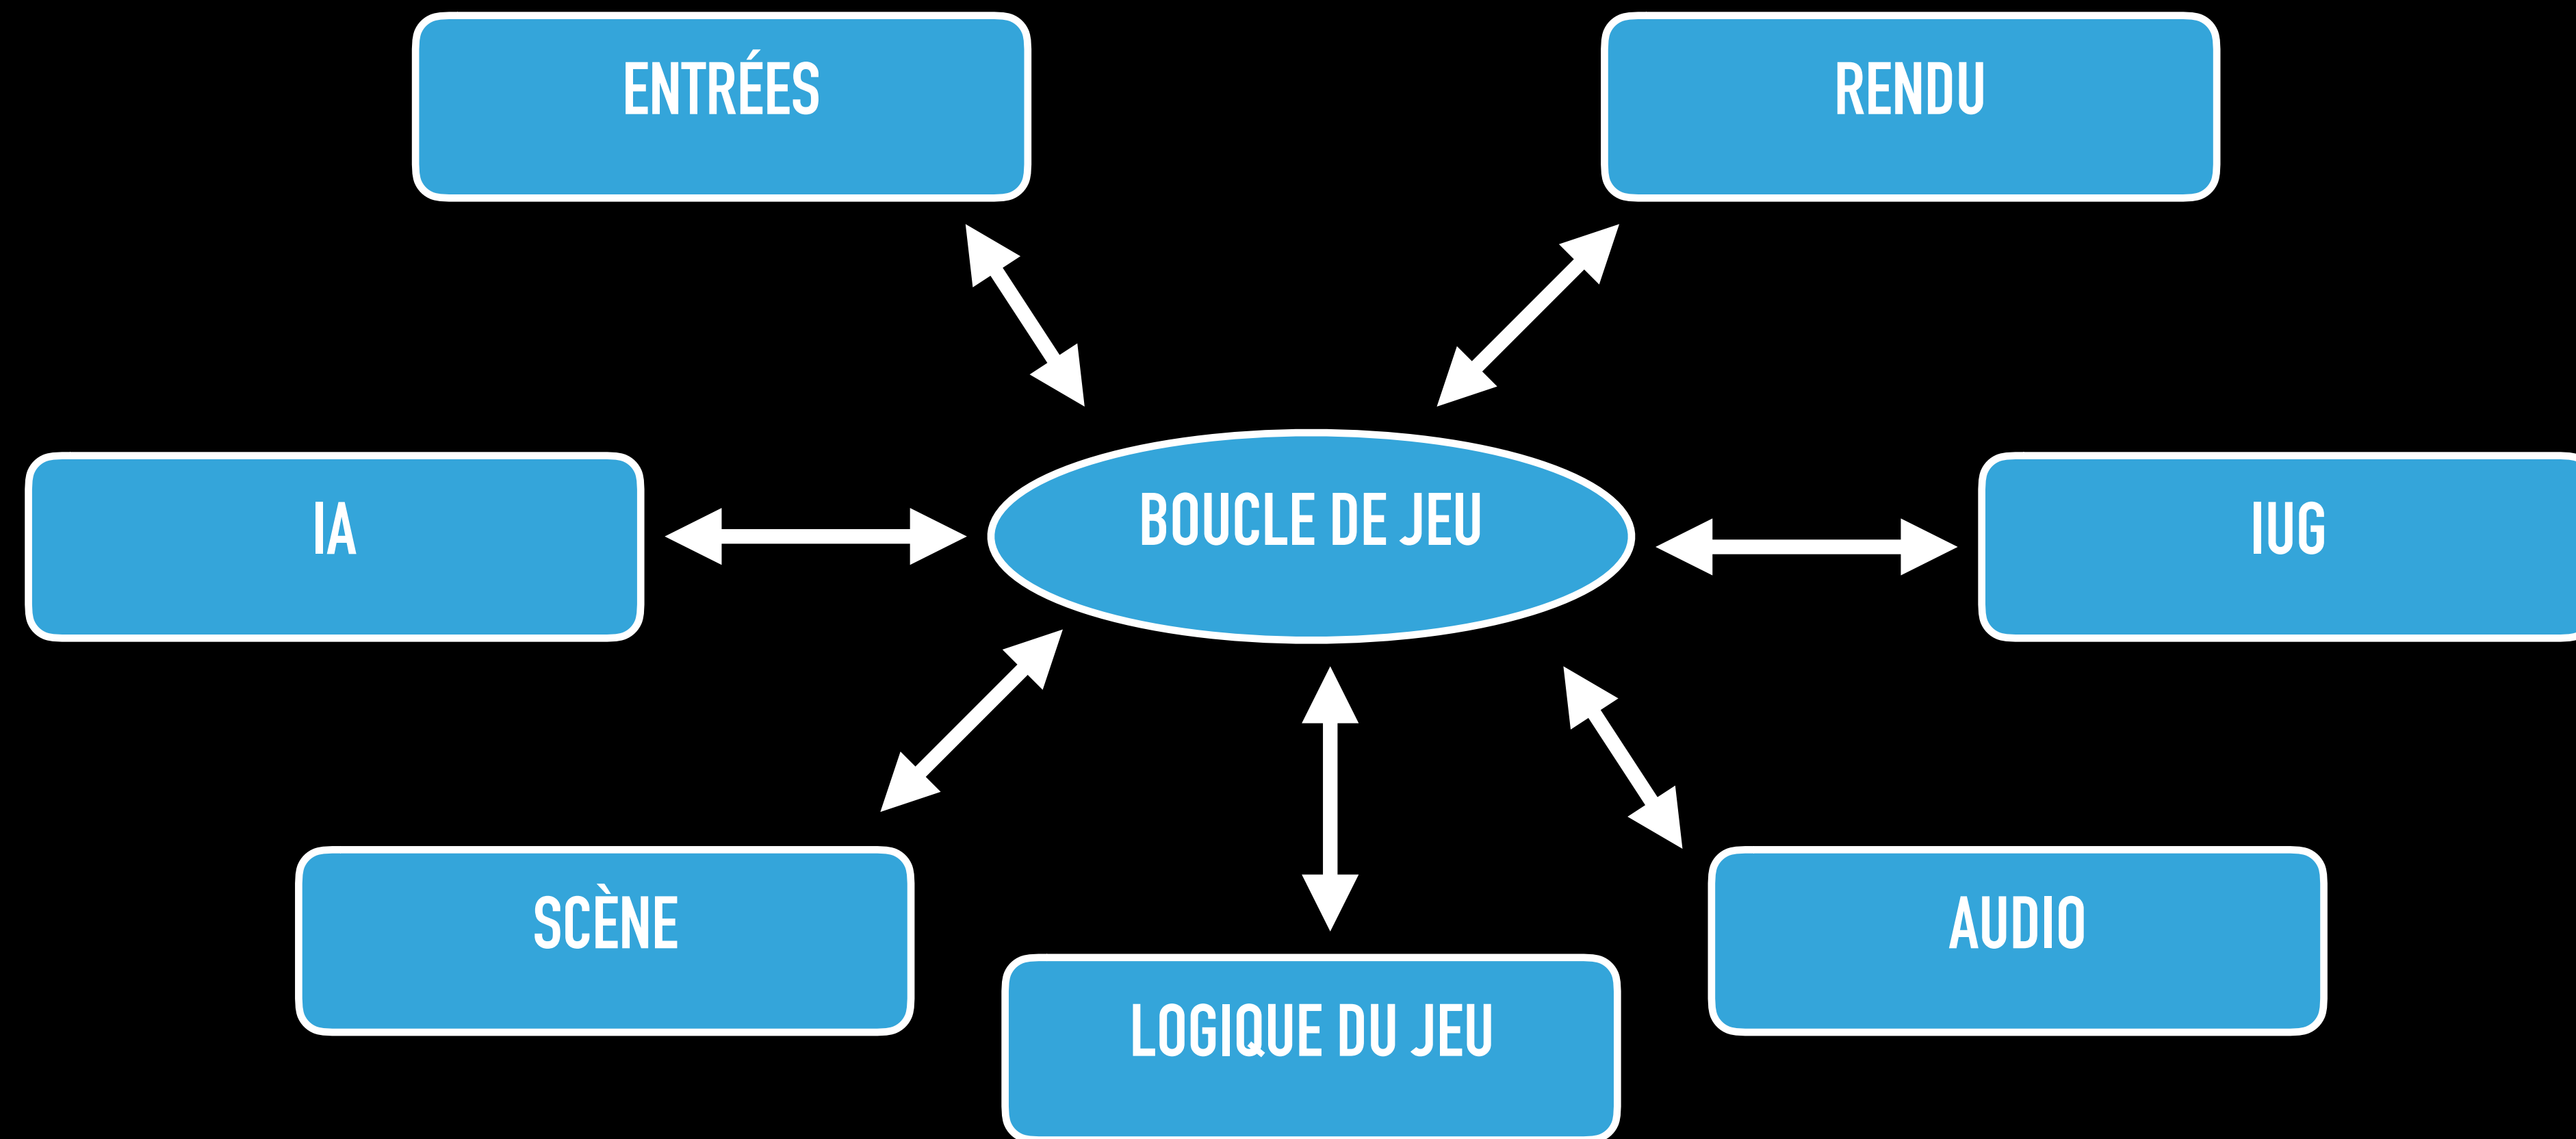 ENTRÉES
RENDU
IA
BOUCLE DE JEU
IUG
SCÈNE
LOGIQUE DU JEU
AUDIO